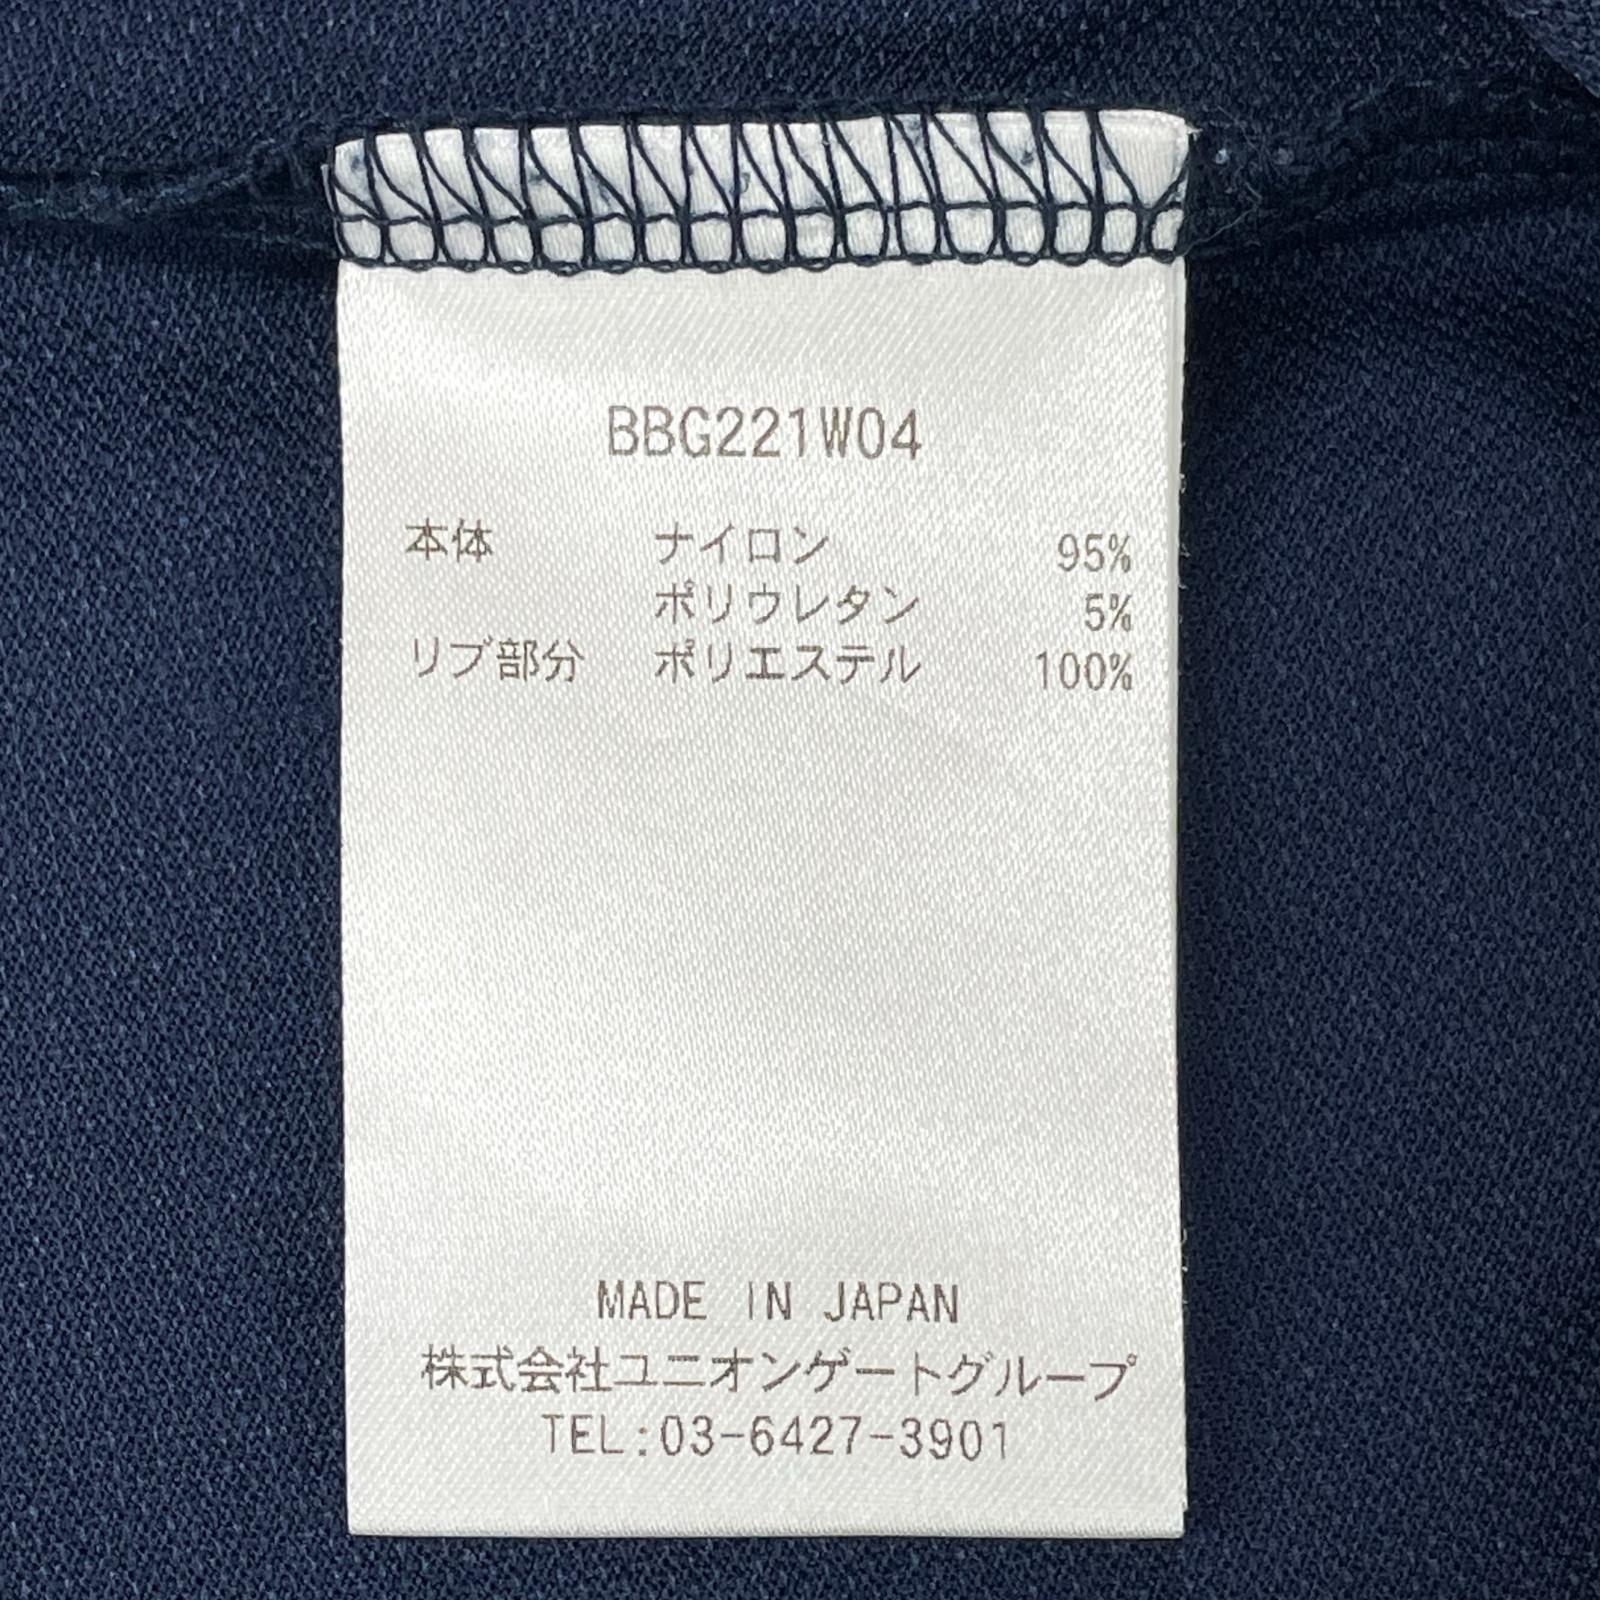 BBG221W04
本体 ナイロン 95%
ポリウレタン 5%
リブ部分 ポリエステル 100%
MADE IN JAPAN
株式会社ユニオンゲートグループ
TEL:03-6427-3901